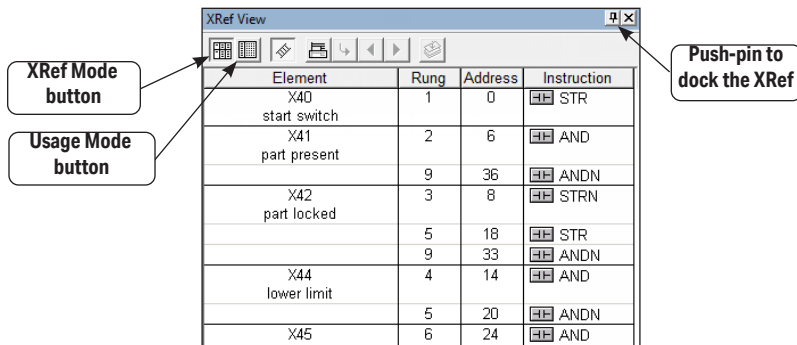 XRef View
XRef Mode
button
Usage Mode
button
Push-pin to
dock the XRef
Element Rung Address Instruction
X40 1 0 STR
start switch
X41 2 6 AND
part present
9 36 ANDN
X42 3 8 STRN
part locked
5 18 STR
9 33 ANDN
X44 4 14 AND
lower limit
5 20 ANDN
X45 6 24 AND